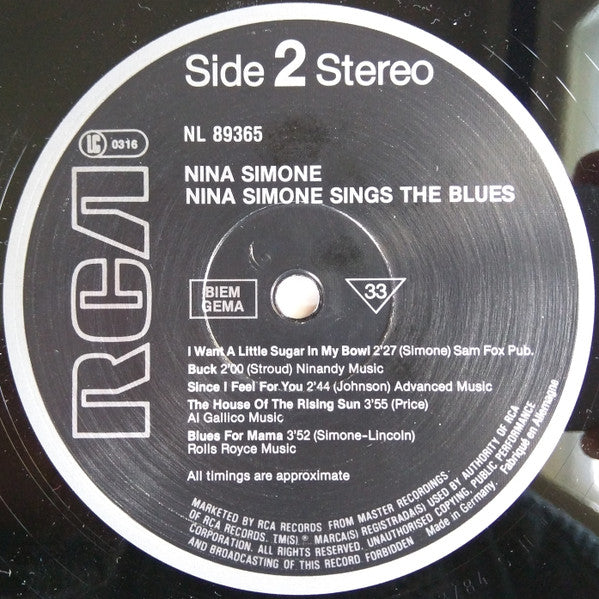 Side 2 Stereo
LC 0316
NL 89365
NINA SIMONE
NINA SIMONE SINGS THE BLUES
RCA
BIEM
GEMA
33
I Want A Little Sugar In My Bowl 2'27 (Simone) Sam Fox Pub.
Buck 2'00 (Stroud) Ninandy Music
Since I Feel For You 2'44 (Johnson) Advanced Music
The House Of The Rising Sun 3'55 (Price)
Al Gallico Music
Blues For Mama 3'52 (Simone-Lincoln)
Rolls Royce Music
All timings are approximate
MARKETED BY RCA RECORDS FROM MASTER RECORDINGS
OF RCA RECORDS. TM(S) ® MARCA(S) REGISTRADA(S) USED BY AUTHORITY OF RCA
CORPORATION. ALL RIGHTS RESERVED. UNAUTHORISED COPYING, PUBLIC PERFORMANCE
AND BROADCASTING OF THIS RECORD FORBIDDEN
Made in Germany.
Fabriqué en Allemagne